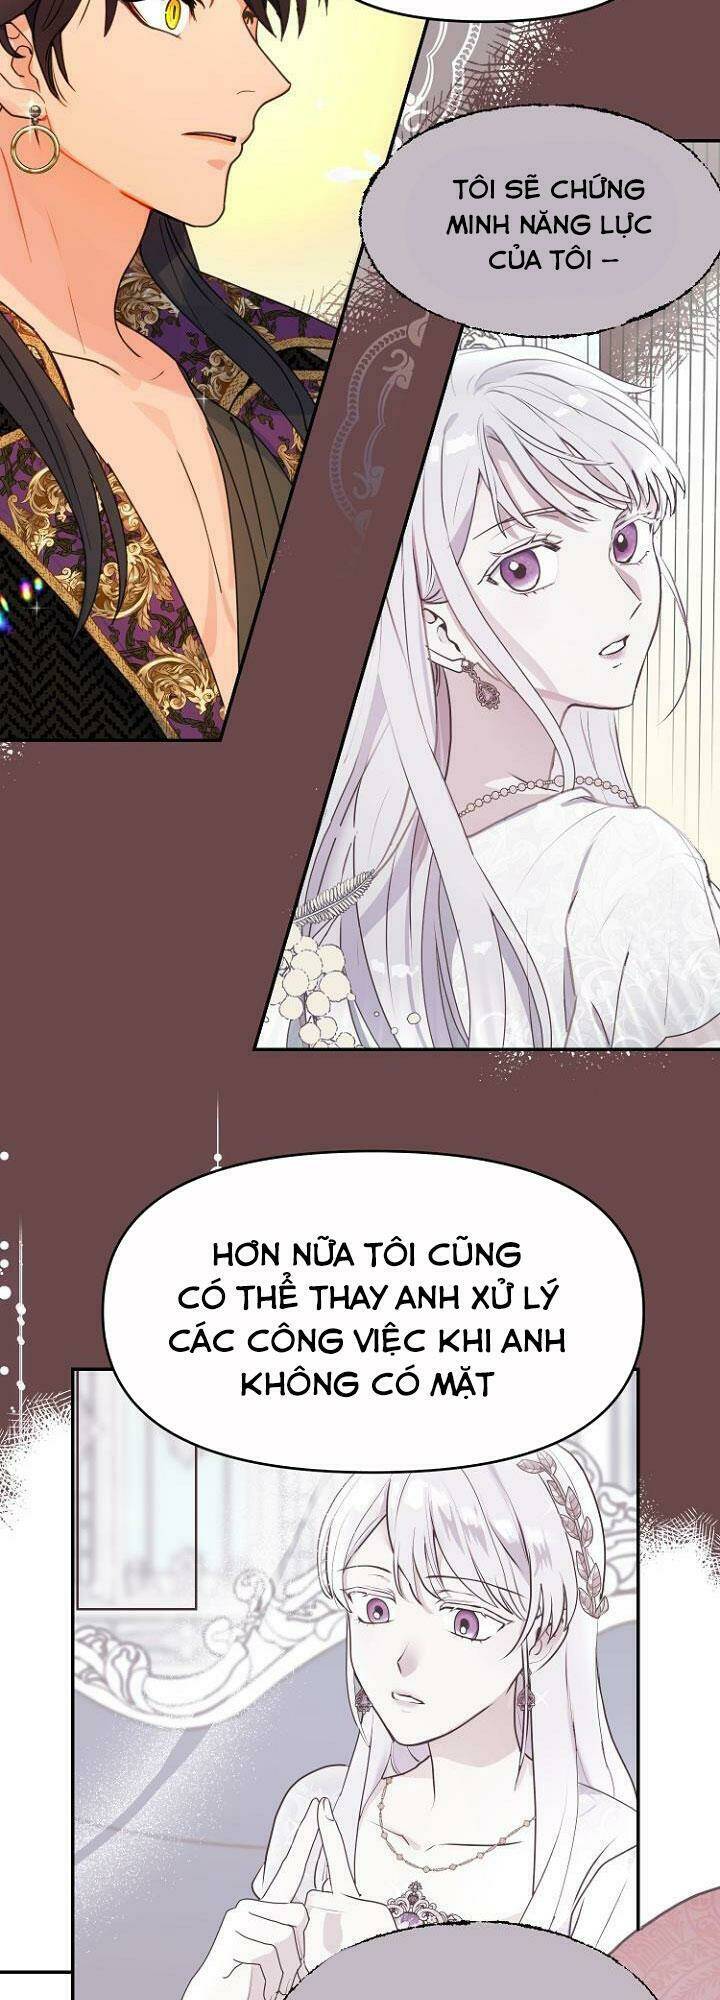 TÔI SẼ CHỨNG
MINH NĂNG LỰC
CỦA TÔI –
HƠN NỮA TÔI CŨNG
CÓ THỂ THAY ANH XỬ LÝ
CÁC CÔNG VIỆC KHI ANH
KHÔNG CÓ MẶT